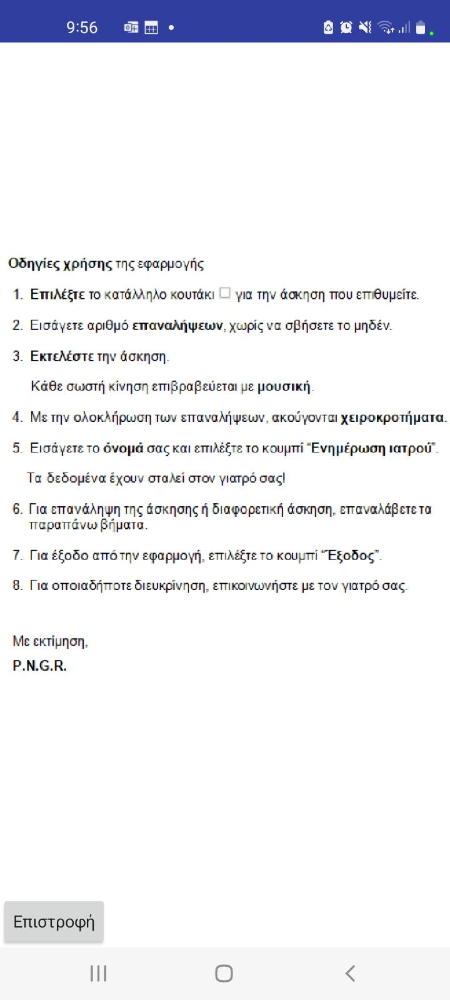 9:56
Οδηγίες χρήσης της εφαρμογής
1. Επιλέξτε το κατάλληλο κουτάκι για την άσκηση που επιθυμείτε.
2. Εισάγετε αριθμό επαναλήψεων, χωρίς να σβήσετε το μηδέν.
3. Εκτελέστε την άσκηση.
Κάθε σωστή κίνηση επιβραβεύεται με μουσική.
4. Με την ολοκλήρωση των επαναλήψεων, ακούγονται χειροκροτήματα.
5. Εισάγετε το όνομά σας και επιλέξτε το κουμπί “Ενημέρωση ιατρού”.
Τα δεδομένα έχουν σταλεί στον γιατρό σας!
6. Για επανάληψη της άσκησης ή διαφορετική άσκηση, επαναλάβετε τα
παραπάνω βήματα.
7. Για έξοδο από την εφαρμογή, επιλέξτε το κουμπί “Έξοδος”.
8. Για οποιαδήποτε διευκρίνηση, επικοινωνήστε με τον γιατρό σας.
Με εκτίμηση,
P.N.G.R.
Επιστροφή